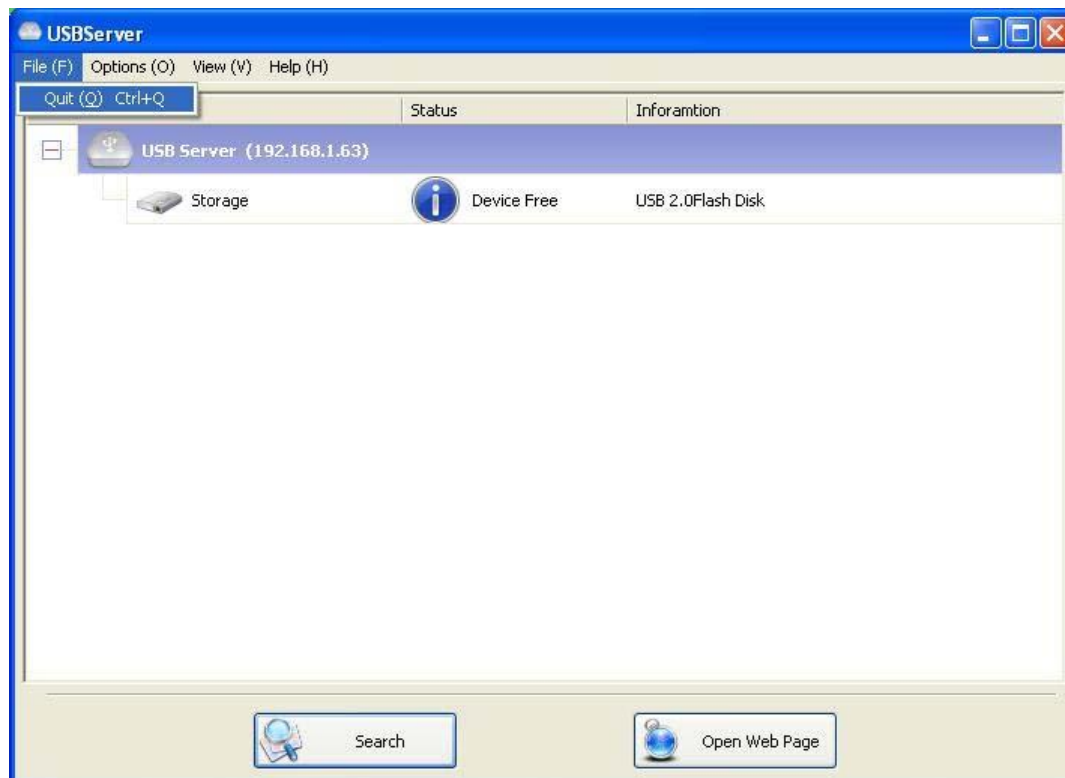 USBServer
File (F) Options (O) View (V) Help (H)
Quit (Q) Ctrl+Q
Status Inforamtion
USB Server (192.168.1.63)
Storage Device Free USB 2.0Flash Disk
Search Open Web Page